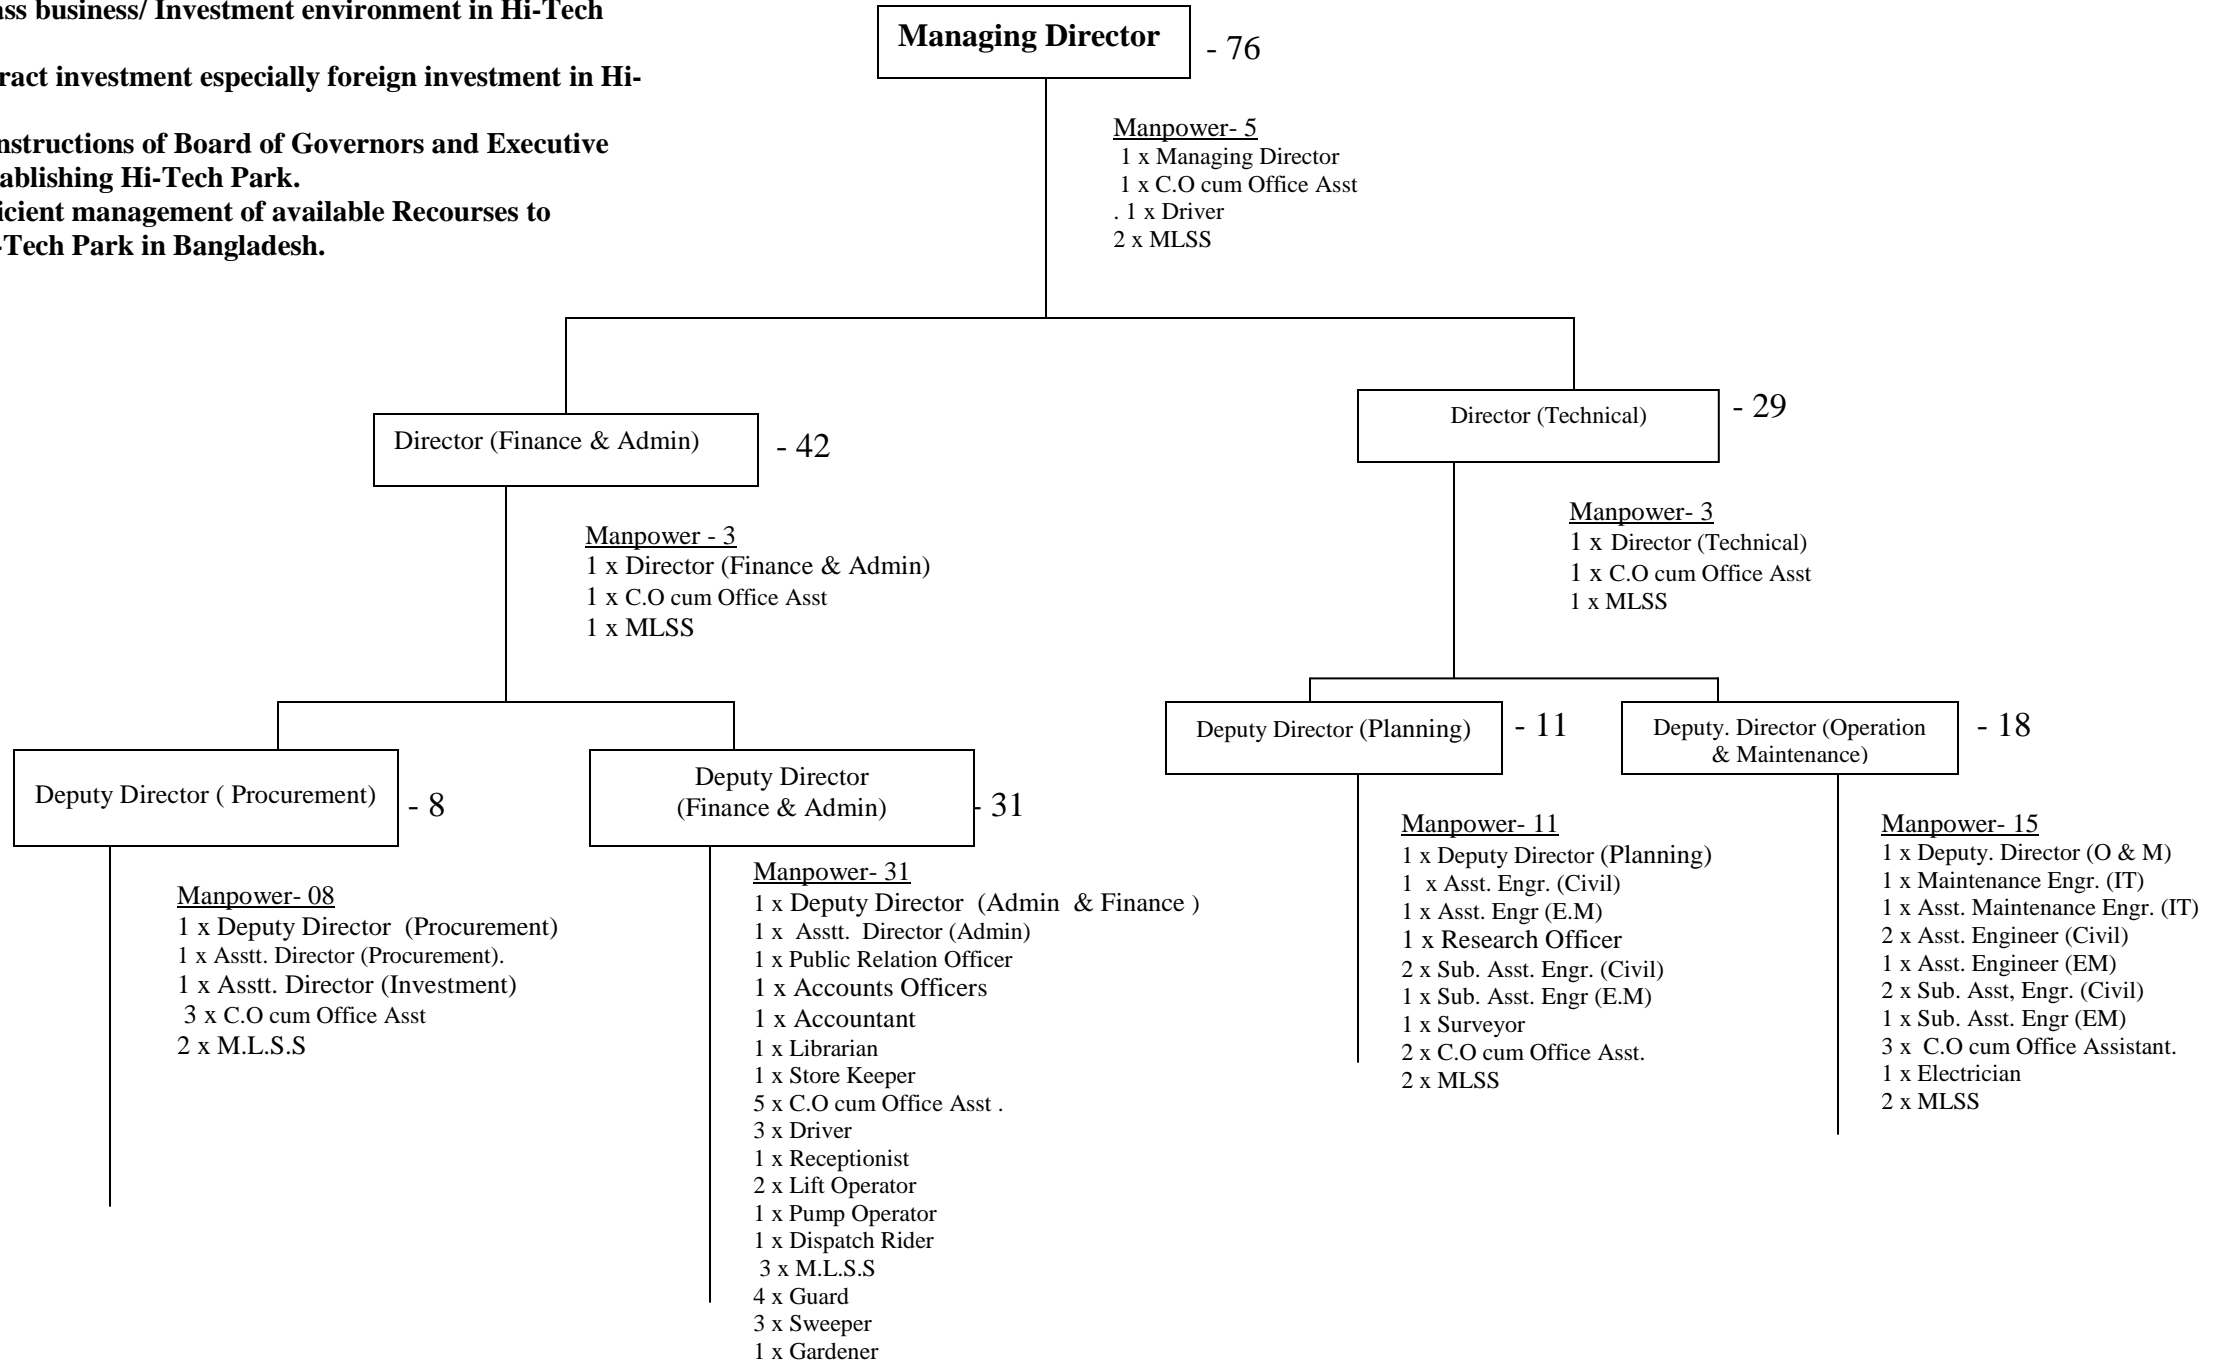 ass business/ Investment environment in Hi-Tech
ract investment especially foreign investment in Hi-
nstructions of Board of Governors and Executive
tablishing Hi-Tech Park.
icient management of available Recourses to
-Tech Park in Bangladesh.
Managing Director
- 76
Manpower- 5
1 x Managing Director
1 x C.O cum Office Asst
. 1 x Driver
2 x MLSS
Director (Finance & Admin)
- 42
Manpower - 3
1 x Director (Finance & Admin)
1 x C.O cum Office Asst
1 x MLSS
Director (Technical)
- 29
Manpower- 3
1 x Director (Technical)
1 x C.O cum Office Asst
1 x MLSS
Deputy Director ( Procurement)
- 8
Manpower- 08
1 x Deputy Director (Procurement)
1 x Asstt. Director (Procurement).
1 x Asstt. Director (Investment)
3 x C.O cum Office Asst
2 x M.L.S.S
Deputy Director
(Finance & Admin)
- 31
Manpower- 31
1 x Deputy Director (Admin & Finance )
1 x Asstt. Director (Admin)
1 x Public Relation Officer
1 x Accounts Officers
1 x Accountant
1 x Librarian
1 x Store Keeper
5 x C.O cum Office Asst .
3 x Driver
1 x Receptionist
2 x Lift Operator
1 x Pump Operator
1 x Dispatch Rider
3 x M.L.S.S
4 x Guard
3 x Sweeper
1 x Gardener
Deputy Director (Planning)
- 11
Manpower- 11
1 x Deputy Director (Planning)
1 x Asst. Engr. (Civil)
1 x Asst. Engr (E.M)
1 x Research Officer
2 x Sub. Asst. Engr. (Civil)
1 x Sub. Asst. Engr (E.M)
1 x Surveyor
2 x C.O cum Office Asst.
2 x MLSS
Deputy. Director (Operation
& Maintenance)
- 18
Manpower- 15
1 x Deputy. Director (O & M)
1 x Maintenance Engr. (IT)
1 x Asst. Maintenance Engr. (IT)
2 x Asst. Engineer (Civil)
1 x Asst. Engineer (EM)
2 x Sub. Asst, Engr. (Civil)
1 x Sub. Asst. Engr (EM)
3 x C.O cum Office Assistant.
1 x Electrician
2 x MLSS